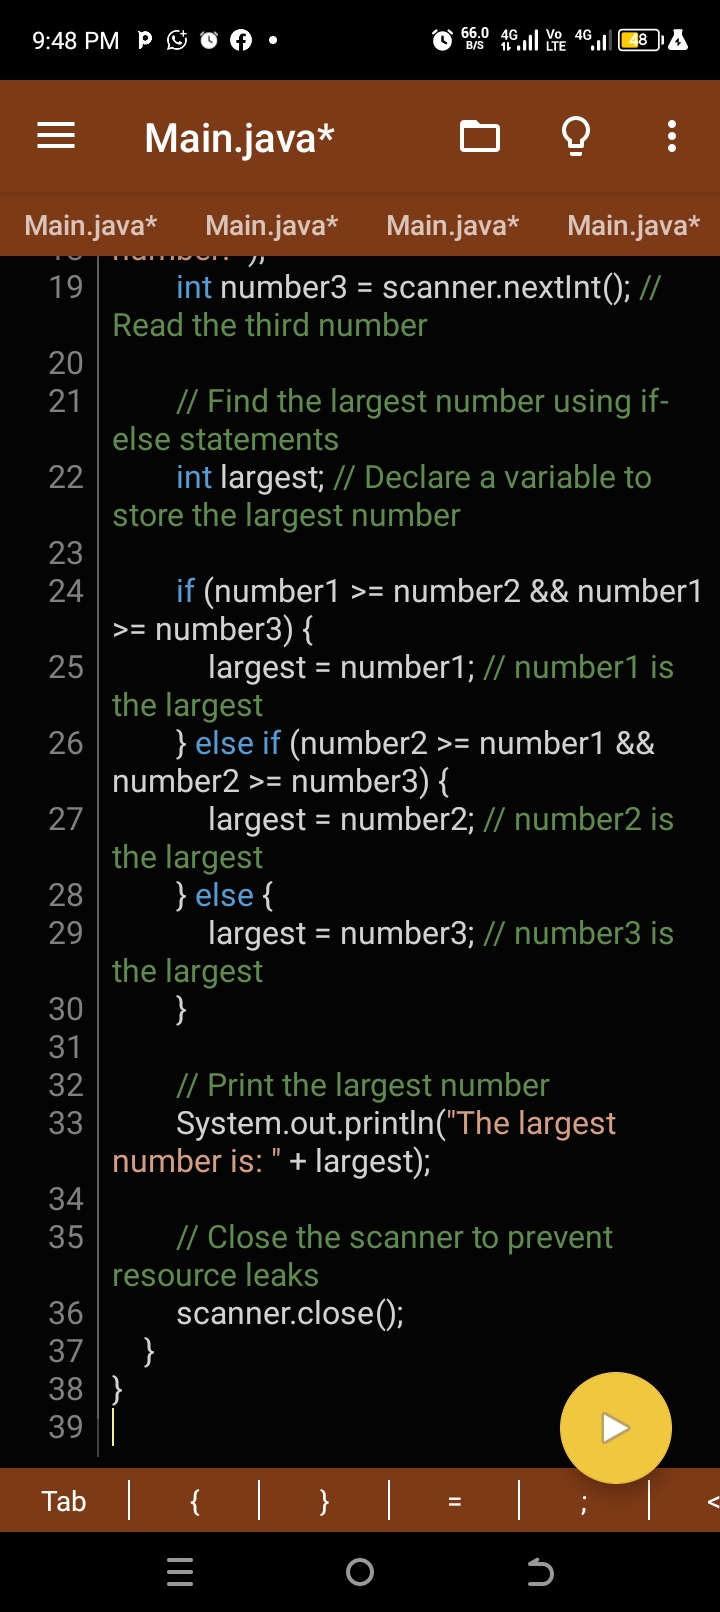 9:48 PM 66.0 B/S 4G Vo LTE 4G 48
Main.java*
Main.java* Main.java* Main.java* Main.java*
18 number: ");
19 int number3 = scanner.nextInt(); //
Read the third number
20
21 // Find the largest number using if-
else statements
22 int largest; // Declare a variable to
store the largest number
23
24 if (number1 >= number2 && number1
>= number3) {
25 largest = number1; // number1 is
the largest
26 } else if (number2 >= number1 &&
number2 >= number3) {
27 largest = number2; // number2 is
the largest
28 } else {
29 largest = number3; // number3 is
the largest
30 }
31
32 // Print the largest number
33 System.out.println("The largest
number is: " + largest);
34
35 // Close the scanner to prevent
resource leaks
36 scanner.close();
37 }
38 }
39
Tab { } = ; <